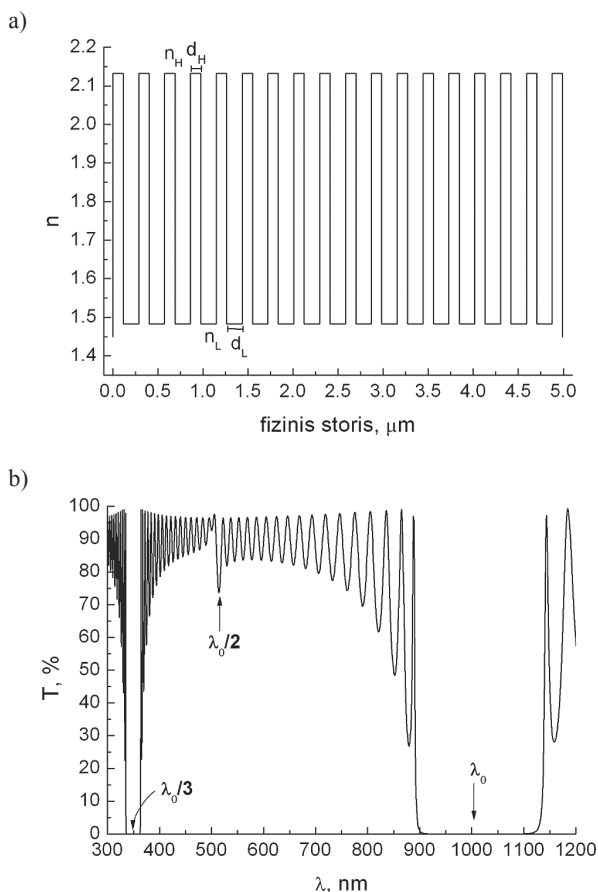 a)
n_H d_H
2.2
2.1
2.0
1.9
1.8
1.7
1.6
1.5
1.4
n
n_L d_L
0.0 0.5 1.0 1.5 2.0 2.5 3.0 3.5 4.0 4.5 5.0
fizinis storis, μm
b)
100
90
80
70
60
50
40
30
20
10
0
T, %
λ₀/2
λ₀
λ₀/3
300 400 500 600 700 800 900 1000 1100 1200
λ, nm